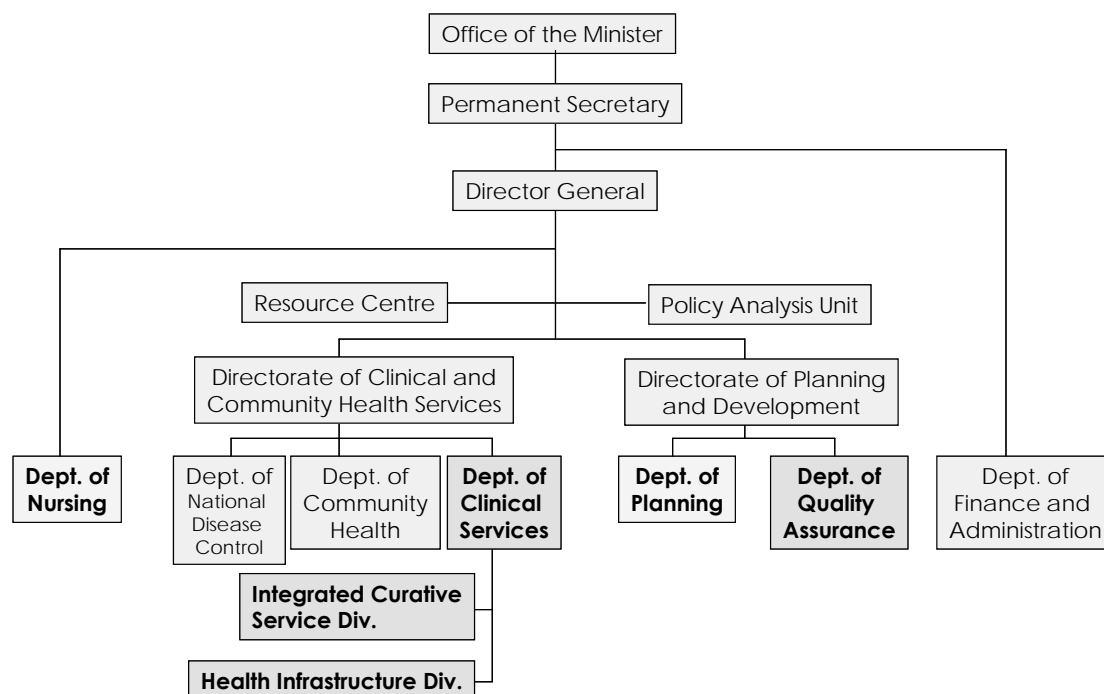 Office of the Minister
Permanent Secretary
Director General
Resource Centre
Policy Analysis Unit
Directorate of Clinical and
Community Health Services
Directorate of Planning
and Development
Dept. of
Nursing
Dept. of
National
Disease
Control
Dept. of
Community
Health
Dept. of
Clinical
Services
Dept. of
Planning
Dept. of
Quality
Assurance
Dept. of
Finance and
Administration
Integrated Curative
Service Div.
Health Infrastructure Div.